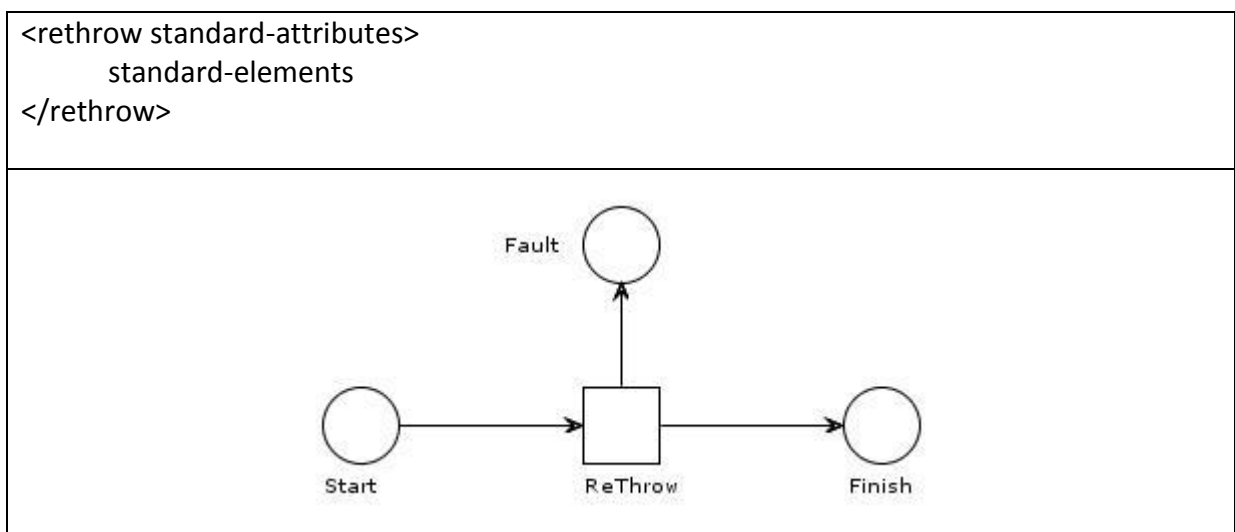 <rethrow standard-attributes>
standard-elements
</rethrow>
Fault
Start
ReThrow
Finish